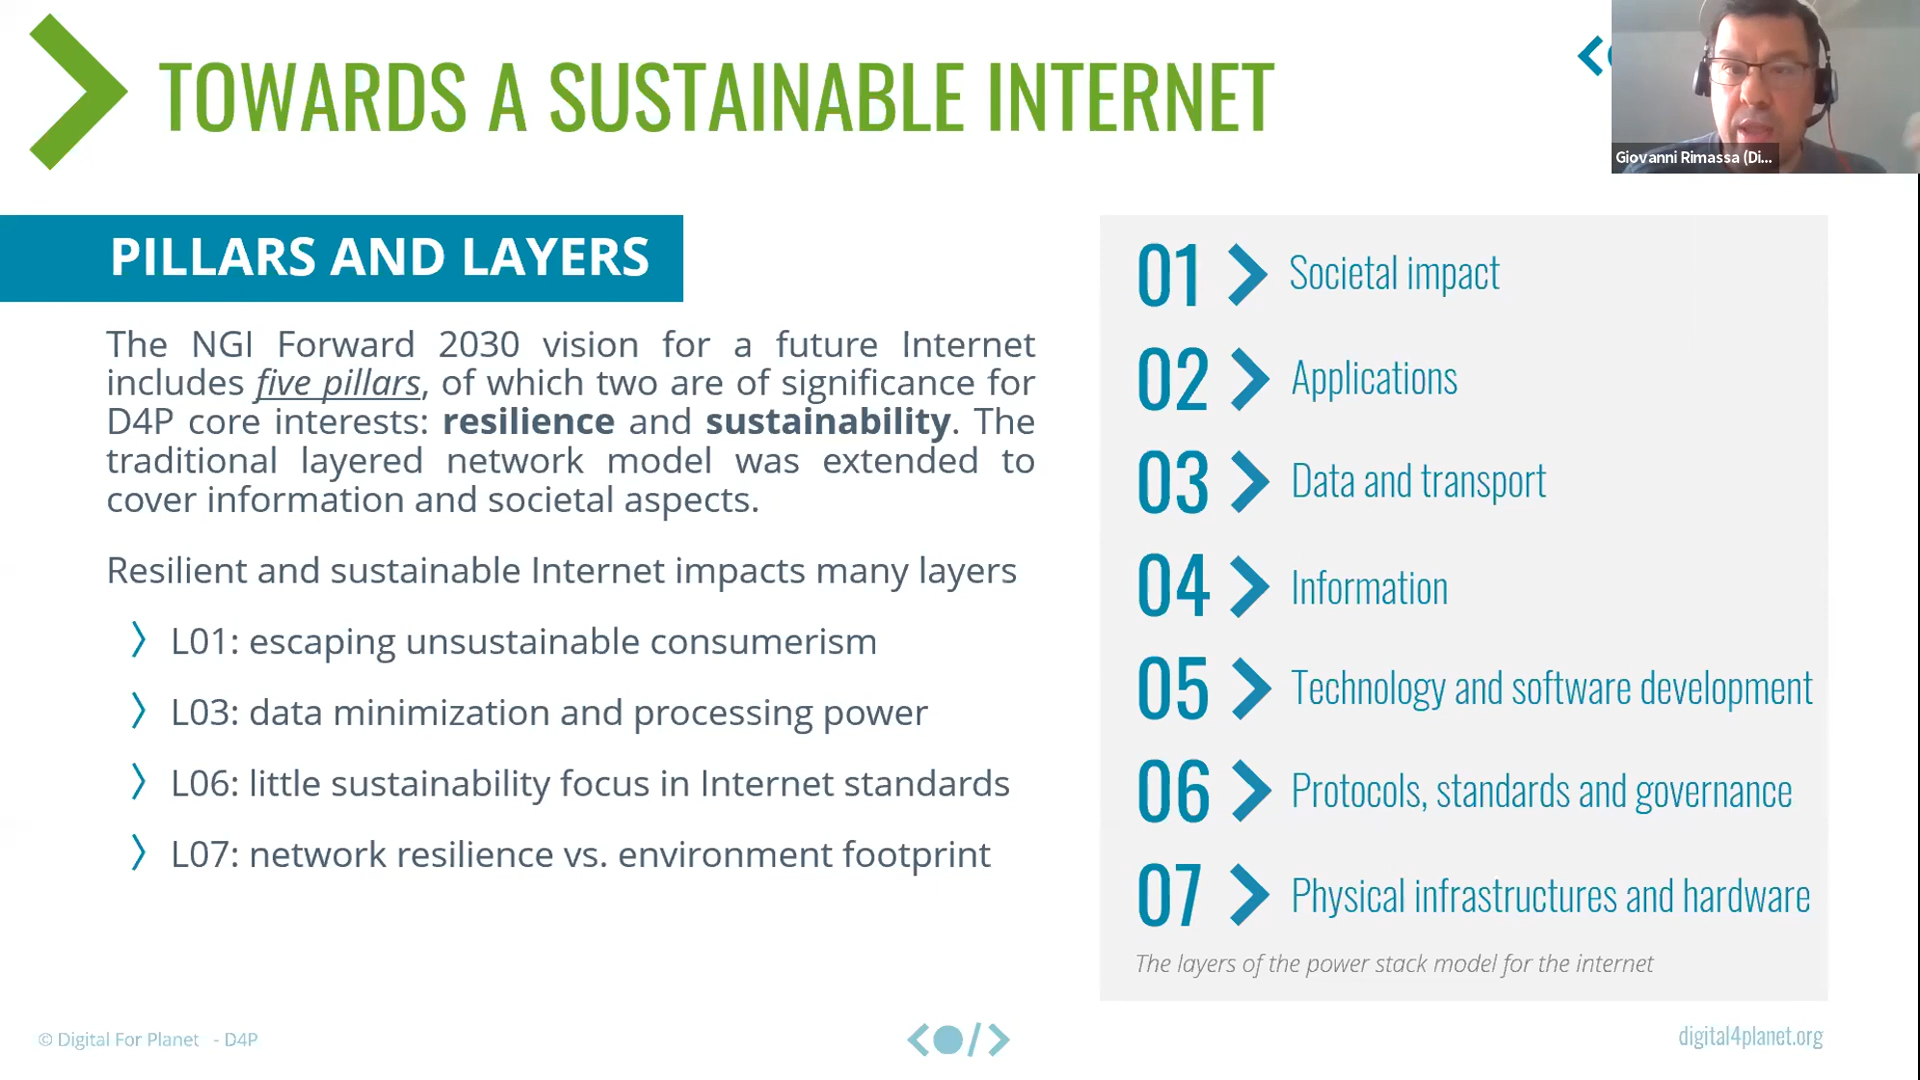 TOWARDS A SUSTAINABLE INTERNET
Giovanni Rimassa (Di...
PILLARS AND LAYERS
The NGI Forward 2030 vision for a future Internet
includes five pillars, of which two are of significance for
D4P core interests: resilience and sustainability. The
traditional layered network model was extended to
cover information and societal aspects.
Resilient and sustainable Internet impacts many layers
L01: escaping unsustainable consumerism
L03: data minimization and processing power
L06: little sustainability focus in Internet standards
L07: network resilience vs. environment footprint
01 Societal impact
02 Applications
03 Data and transport
04 Information
05 Technology and software development
06 Protocols, standards and governance
07 Physical infrastructures and hardware
The layers of the power stack model for the internet
© Digital For Planet - D4P
digital4planet.org